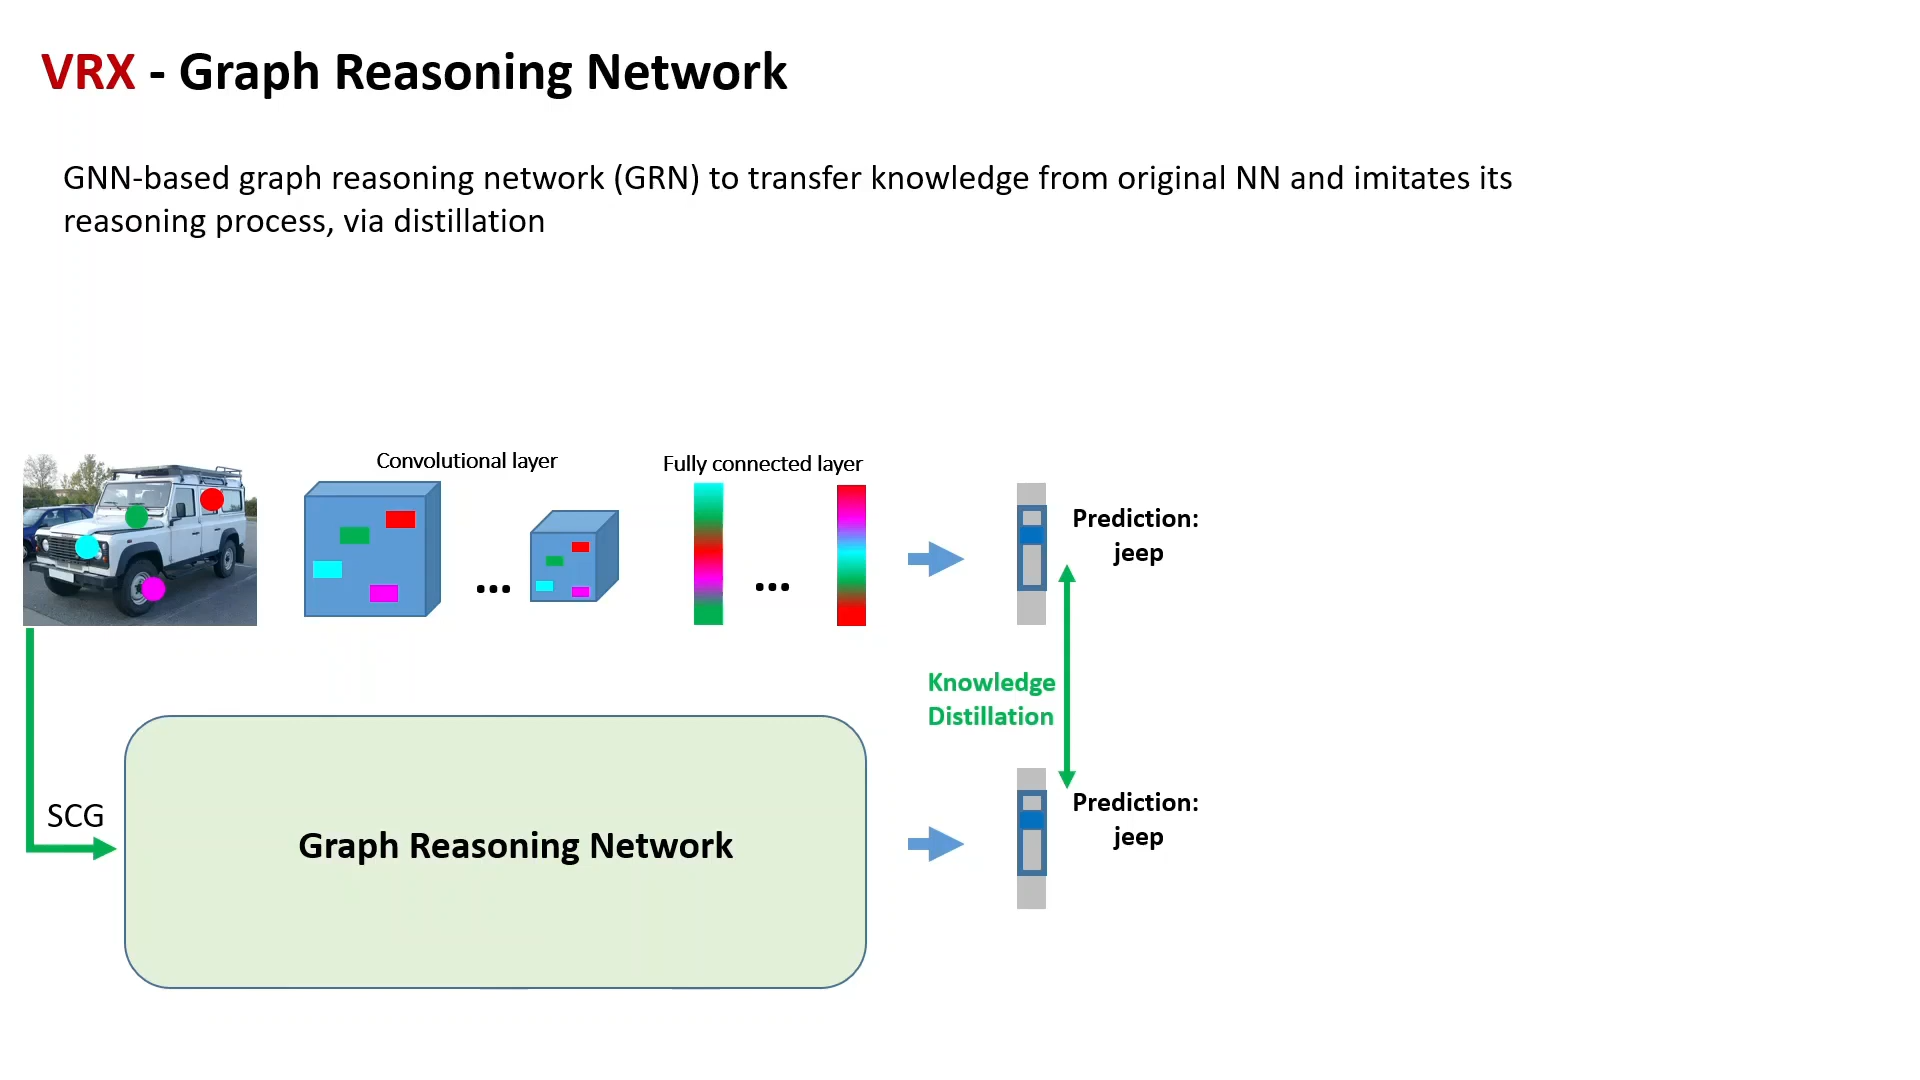 VRX - Graph Reasoning Network
GNN-based graph reasoning network (GRN) to transfer knowledge from original NN and imitates its
reasoning process, via distillation
Convolutional layer
Fully connected layer
...
...
Prediction:
jeep
Knowledge
Distillation
SCG
Graph Reasoning Network
Prediction:
jeep